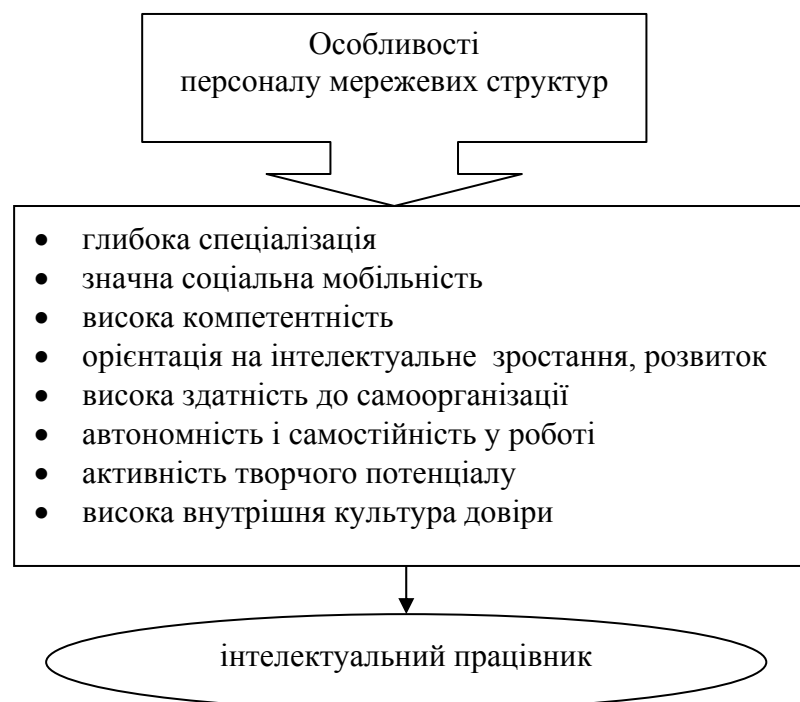 Особливості
персоналу мережевих структур
• глибока спеціалізація
• значна соціальна мобільність
• висока компетентність
• орієнтація на інтелектуальне зростання, розвиток
• висока здатність до самоорганізації
• автономність і самостійність у роботі
• активність творчого потенціалу
• висока внутрішня культура довіри
інтелектуальний працівник